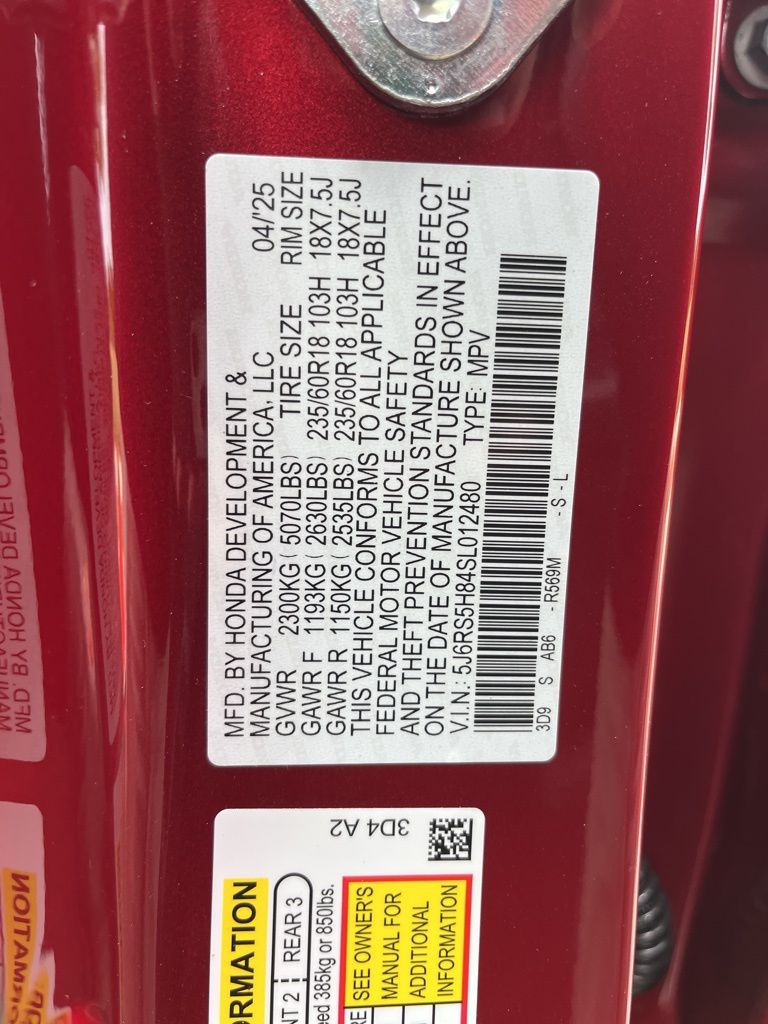 MFD. BY HONDA DEVELOPMENT &
MANUFACTURING OF AMERICA, LLC 04/'25
GVWR 2300KG ( 5070LBS) TIRE SIZE RIM SIZE
GAWR F 1193KG ( 2630LBS) 235/60R18 103H 18X7.5J
GAWR R 1150KG ( 2535LBS) 235/60R18 103H 18X7.5J
THIS VEHICLE CONFORMS TO ALL APPLICABLE
FEDERAL MOTOR VEHICLE SAFETY
AND THEFT PREVENTION STANDARDS IN EFFECT
ON THE DATE OF MANUFACTURE SHOWN ABOVE.
V.I.N.: 5J6RS5H84SL012480 TYPE: MPV
3D9 S AB6 - R569M - S - L
3D4 A2
REAR 3
385kg or 850lbs.
SEE OWNER'S
MANUAL FOR
ADDITIONAL
INFORMATION